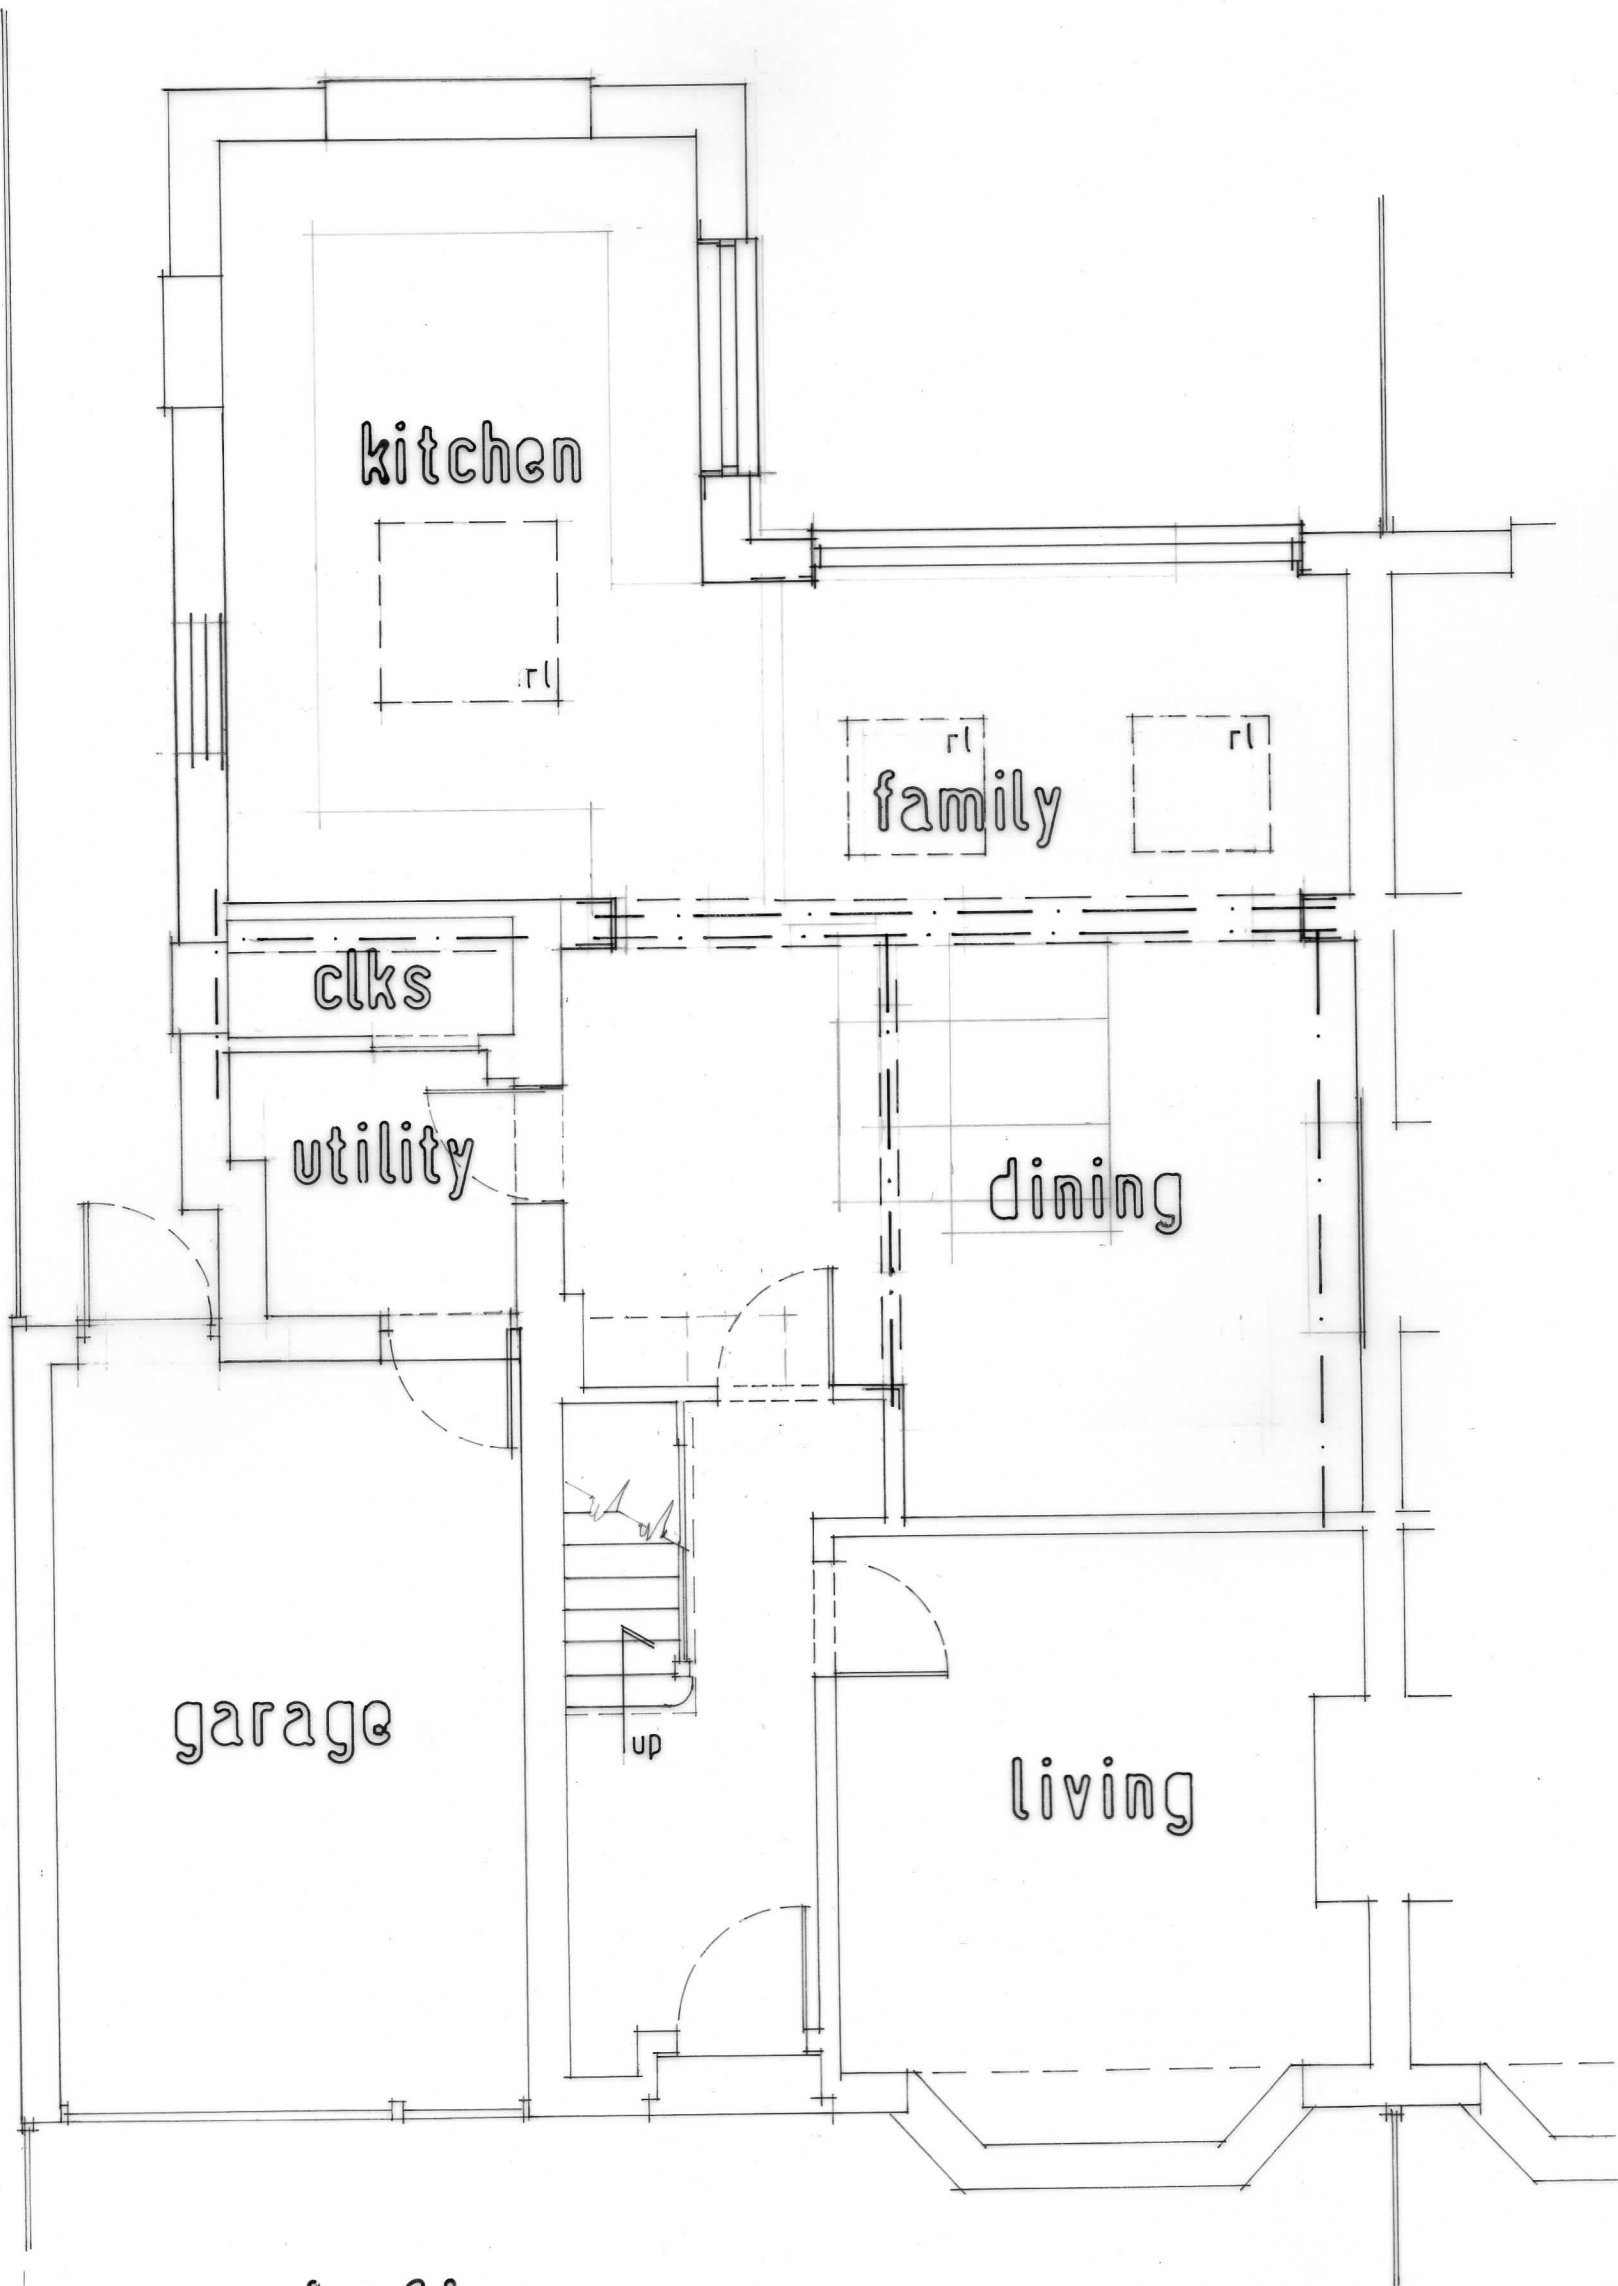 kitchen
rl
rl
rl
family
clks
utility
dining
garage
up
living